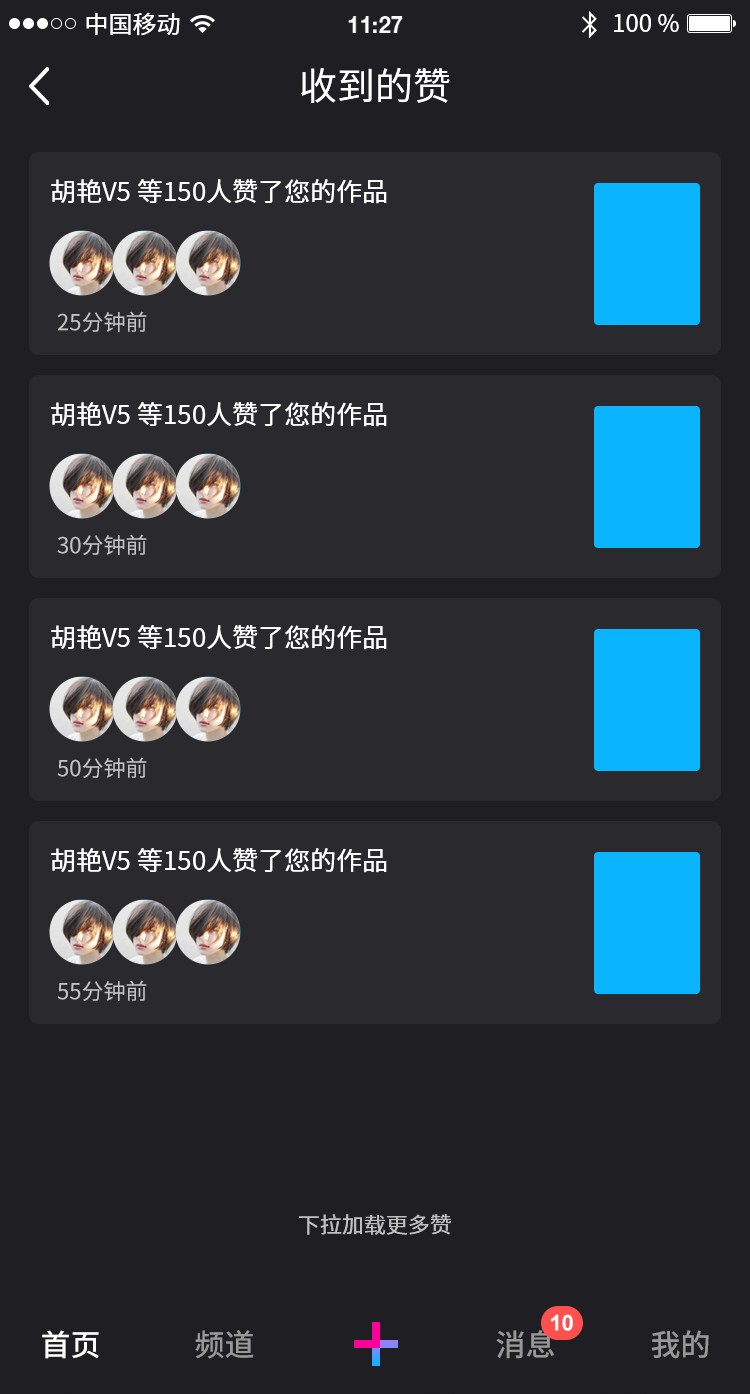 中国移动 11:27 100 %
收到的赞
胡艳V5 等150人赞了您的作品
25分钟前
胡艳V5 等150人赞了您的作品
30分钟前
胡艳V5 等150人赞了您的作品
50分钟前
胡艳V5 等150人赞了您的作品
55分钟前
下拉加载更多赞
首页 频道 消息 10 我的